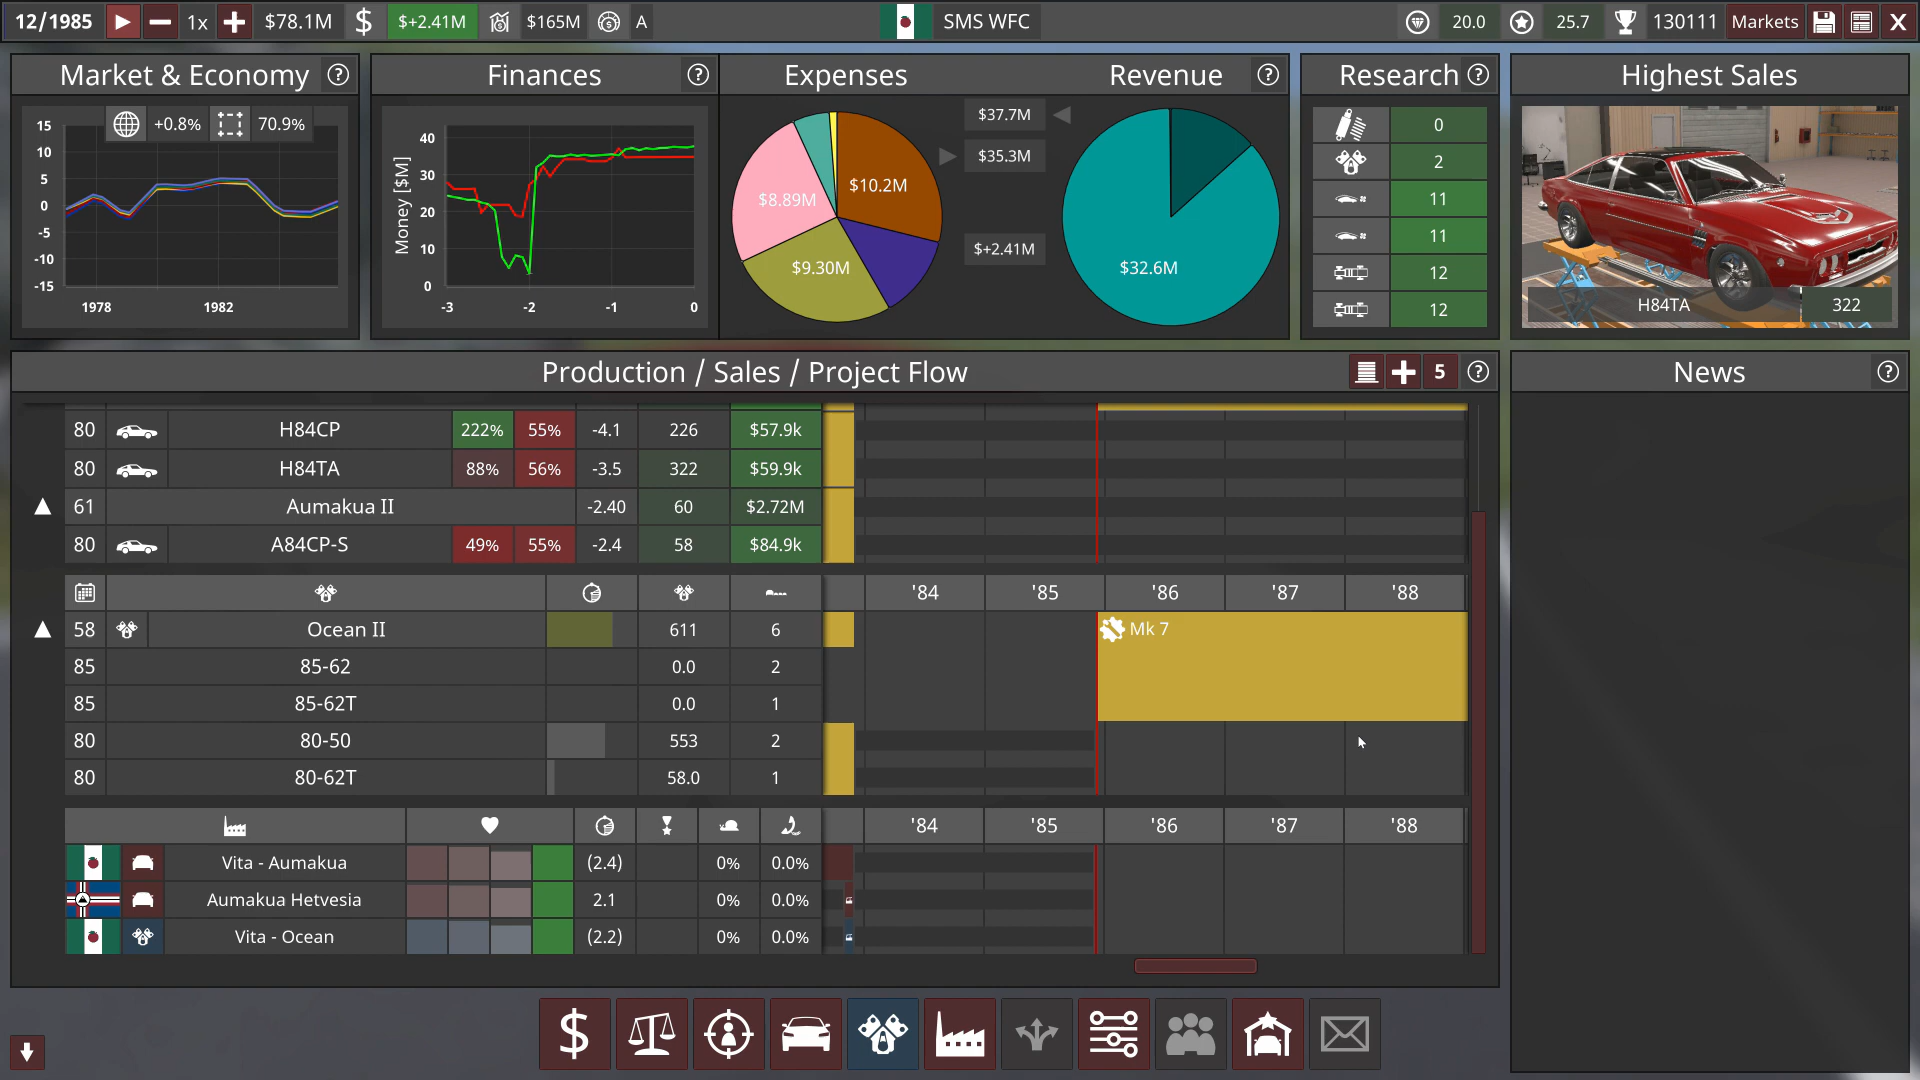 12/1985 1x $78.1M $ $+2.41M $165M A SMS WFC 20.0 25.7 130111 Markets X
Market & Economy ?
Finances ?
Expenses
Revenue ?
Research ?
Highest Sales
+0.8% 70.9%
15
10
5
0
-5
-10
-15
1978 1982
Money [$M]
40
30
20
10
0
-3 -2 -1 0
$10.2M
$8.89M
$9.30M
$37.7M
$35.3M
$+2.41M
$32.6M
0
2
11
11
12
12
H84TA 322
Production / Sales / Project Flow 5 ?
News ?
80 H84CP 222% 55% -4.1 226 $57.9k
80 H84TA 88% 56% -3.5 322 $59.9k
61 Aumakua II -2.40 60 $2.72M
80 A84CP-S 49% 55% -2.4 58 $84.9k
'84 '85 '86 '87 '88
58 Ocean II 611 6 Mk 7
85 85-62 0.0 2
85 85-62T 0.0 1
80 80-50 553 2
80 80-62T 58.0 1
'84 '85 '86 '87 '88
Vita - Aumakua (2.4) 0% 0.0%
Aumakua Hetvesia 2.1 0% 0.0%
Vita - Ocean (2.2) 0% 0.0%
$